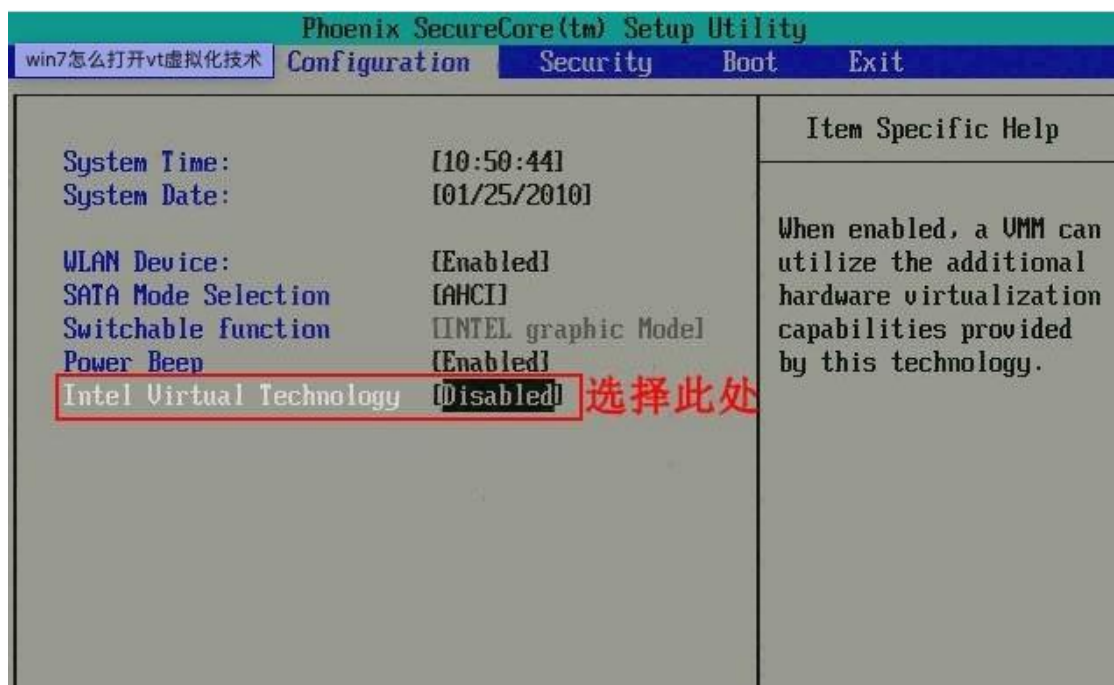 Phoenix SecureCore(tm) Setup Utility
win7怎么打开vt虚拟化技术 Configuration Security Boot Exit
Item Specific Help
System Time: [10:50:44]
System Date: [01/25/2010]
WLAN Device: [Enabled]
SATA Mode Selection [AHCI]
Switchable function [INTEL graphic Mode]
Power Beep [Enabled]
Intel Virtual Technology [Disabled] 选择此处
When enabled, a VMM can
utilize the additional
hardware virtualization
capabilities provided
by this technology.